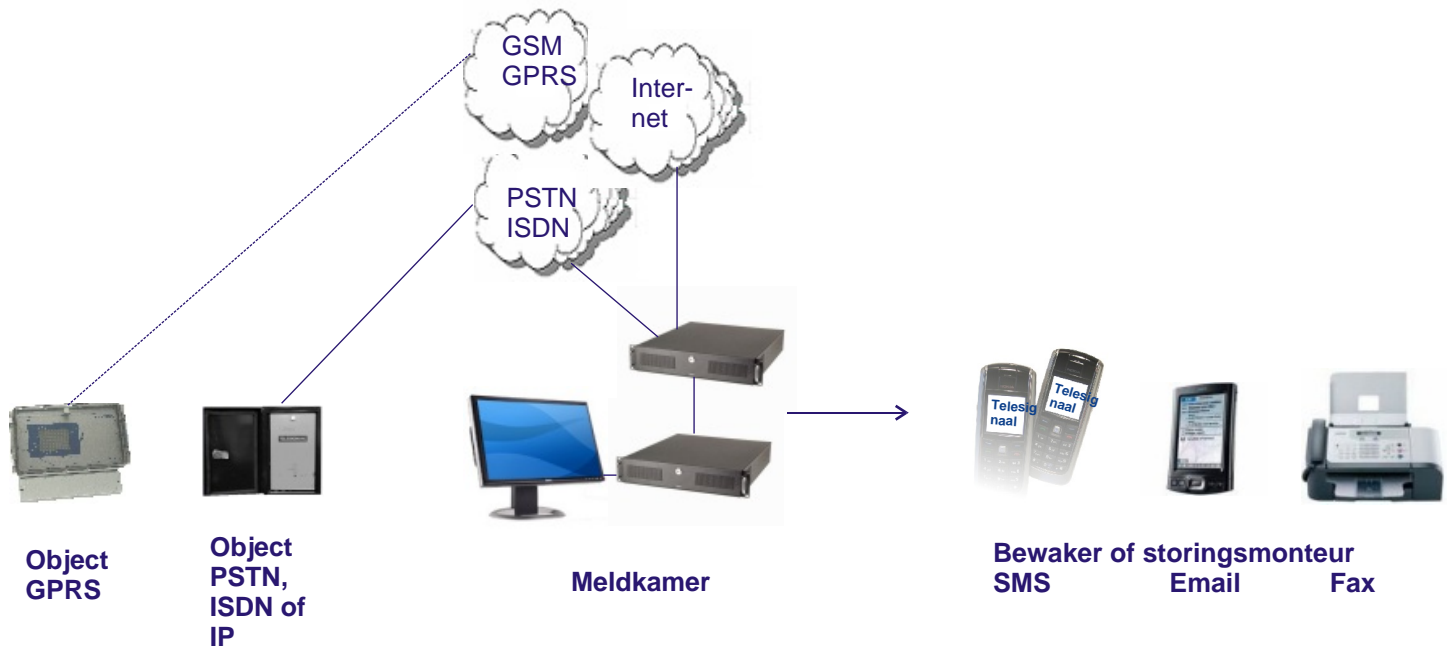 GSM
GPRS
Inter-
net
PSTN
ISDN
Telesig
naal
Telesig
naal
Object
GPRS
Object
PSTN,
ISDN of
IP
Meldkamer
Bewaker of storingsmonteur
SMS Email Fax